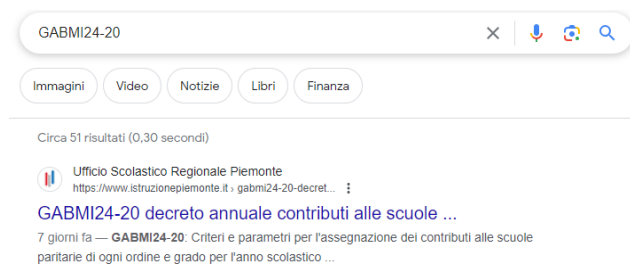 GABMI24-20
Immagini Video Notizie Libri Finanza
Circa 51 risultati (0,30 secondi)
Ufficio Scolastico Regionale Piemonte
https://www.istruzionepiemonte.it › gabmi24-20-decret...
GABMI24-20 decreto annuale contributi alle scuole ...
7 giorni fa — GABMI24-20: Criteri e parametri per l'assegnazione dei contributi alle scuole
paritarie di ogni ordine e grado per l'anno scolastico ...